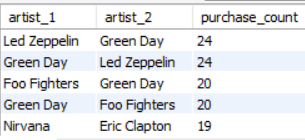 artist_1 artist_2 purchase_count
Led Zeppelin Green Day 24
Green Day Led Zeppelin 24
Foo Fighters Green Day 20
Green Day Foo Fighters 20
Nirvana Eric Clapton 19